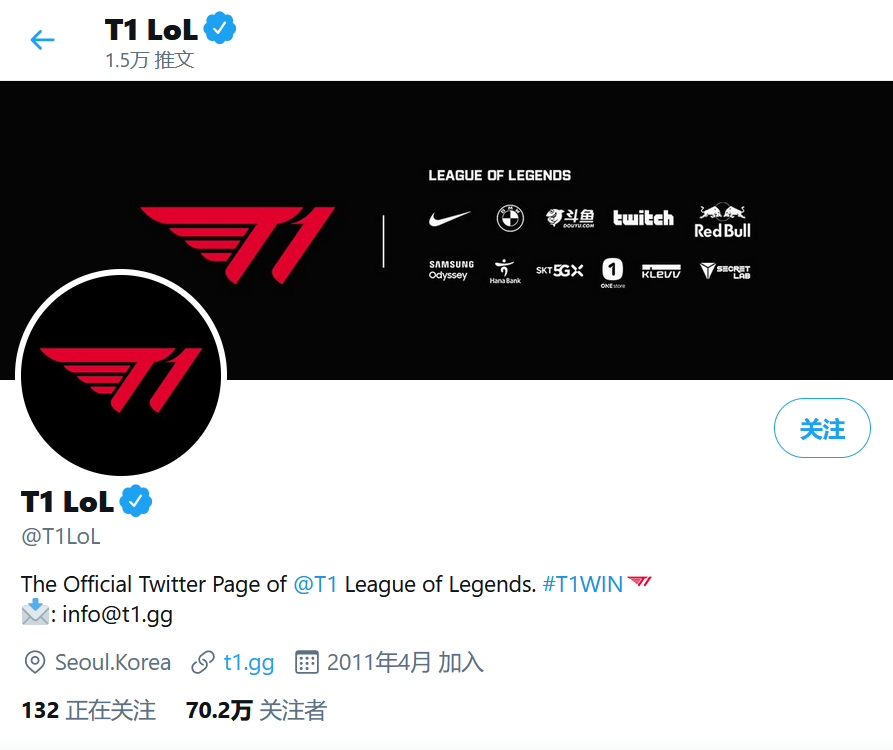 T1 LoL
1.5万 推文
LEAGUE OF LEGENDS
T1
斗鱼 twitch
DOUYU.COM
Red Bull
SAMSUNG
Odyssey
Hana Bank
SKT 5GX
1
ONE store
KLEVV
SECRET
LAB
T1
关注
T1 LoL
@T1LoL
The Official Twitter Page of @T1 League of Legends. #T1WIN
: info@t1.gg
Seoul.Korea t1.gg 2011年4月 加入
132 正在关注 70.2万 关注者